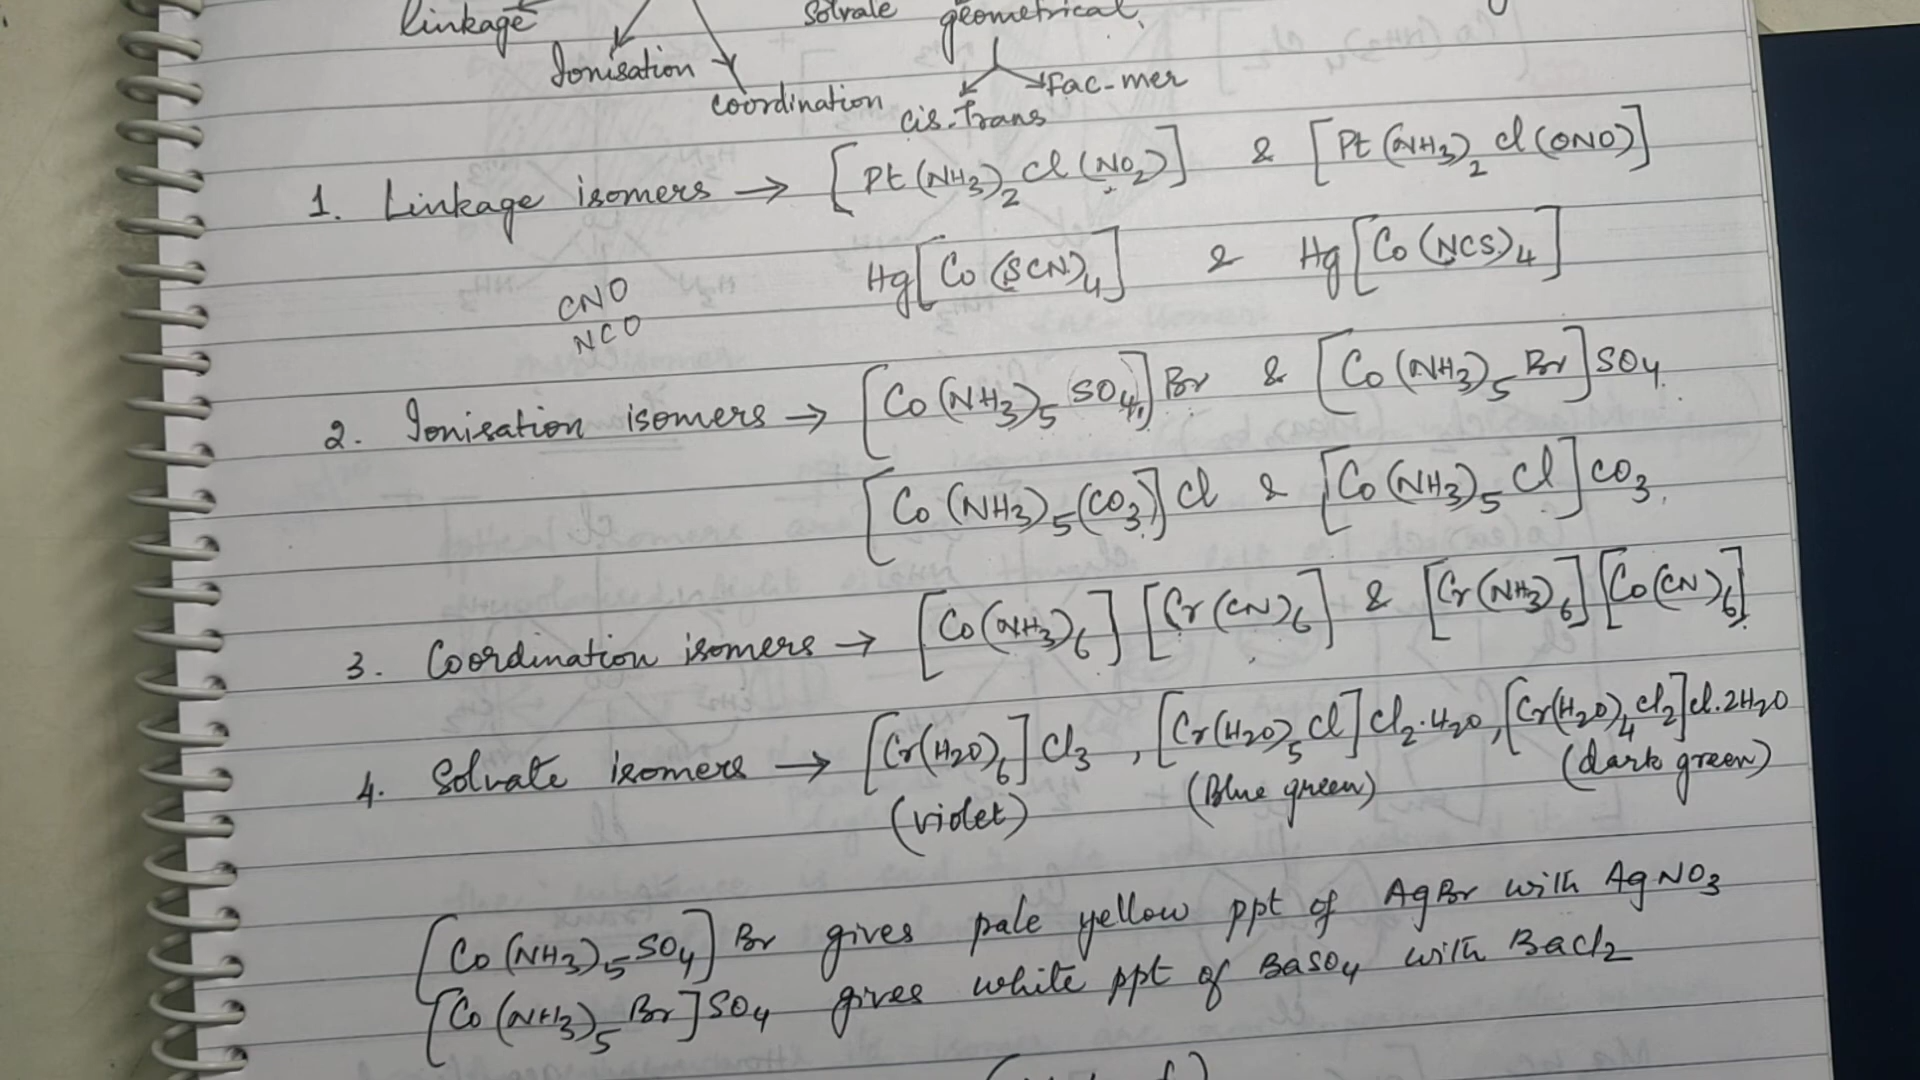 linkage solvate geometrical
Ionisation
coordination cis-trans fac-mer
1. Linkage isomers → [Pt(NH3)2Cl(NO2)] & [Pt(NH3)2Cl(ONO)]
Hg[Co(SCN)4] & Hg[Co(NCS)4]
CNO
NCO
2. Ionisation isomers → [Co(NH3)5SO4]Br & [Co(NH3)5Br]SO4.
[Co(NH3)5(CO3)]Cl & [Co(NH3)5Cl]CO3.
3. Coordination isomers → [Co(NH3)6][Cr(CN)6] & [Cr(NH3)6][Co(CN)6]
4. Solvate isomers → [Cr(H2O)6]Cl3, [Cr(H2O)5Cl]Cl2.H2O, [Cr(H2O)4Cl2]Cl.2H2O
(violet) (Blue green) (dark green)
[Co(NH3)5SO4]Br gives pale yellow ppt of AgBr with AgNO3
[Co(NH3)5Br]SO4 gives white ppt of BaSO4 with BaCl2